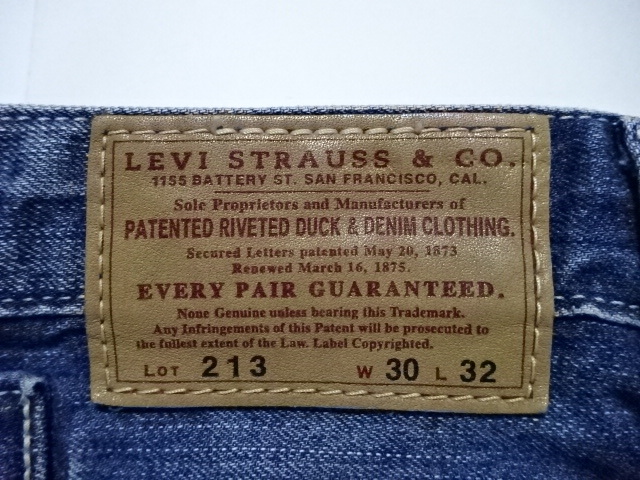 LEVI STRAUSS & CO.
1155 BATTERY ST. SAN FRANCISCO, CAL.
Sole Proprietors and Manufacturers of
PATENTED RIVETED DUCK & DENIM CLOTHING.
Secured Letters patented May 20, 1873
Renewed March 16, 1875.
EVERY PAIR GUARANTEED.
None Genuine unless bearing this Trademark.
Any Infringements of this Patent will be prosecuted to
the fullest extent of the Law. Label Copyrighted.
LOT 213 W 30 L 32